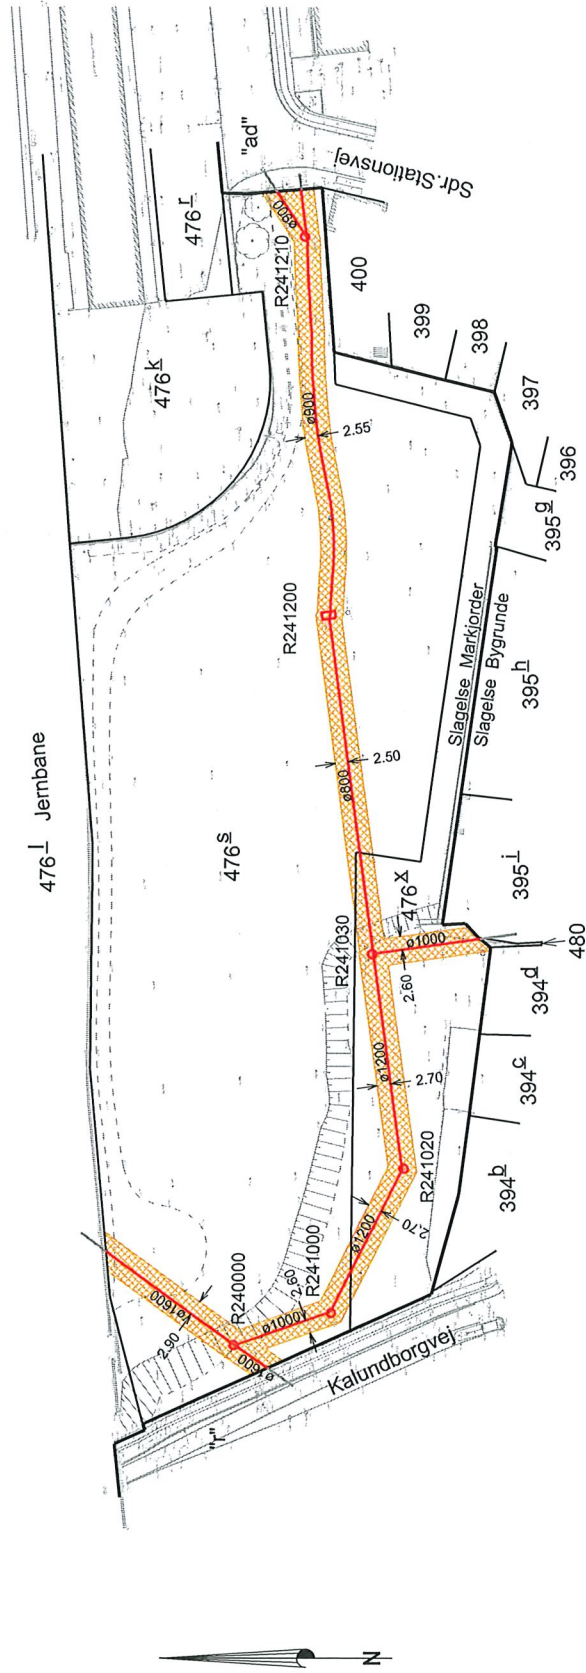 476l Jernbane
476r
"ad"
Sdr.Stationsvej
476k
ø900
R241210
400
399
398
397
396
395g
ø900
2.55
R241200
Slagelse Markjorder
Slagelse Bygrunde
395h
476s
ø800
2.50
395i
476x
R241030
ø1000
2.60
480
394d
394c
394b
ø1200
2.70
R241020
ø1200
2.70
R241000
2.60
ø1000
R240000
ø1600
2.90
ø1600
Kalundborgvej
"r"
N